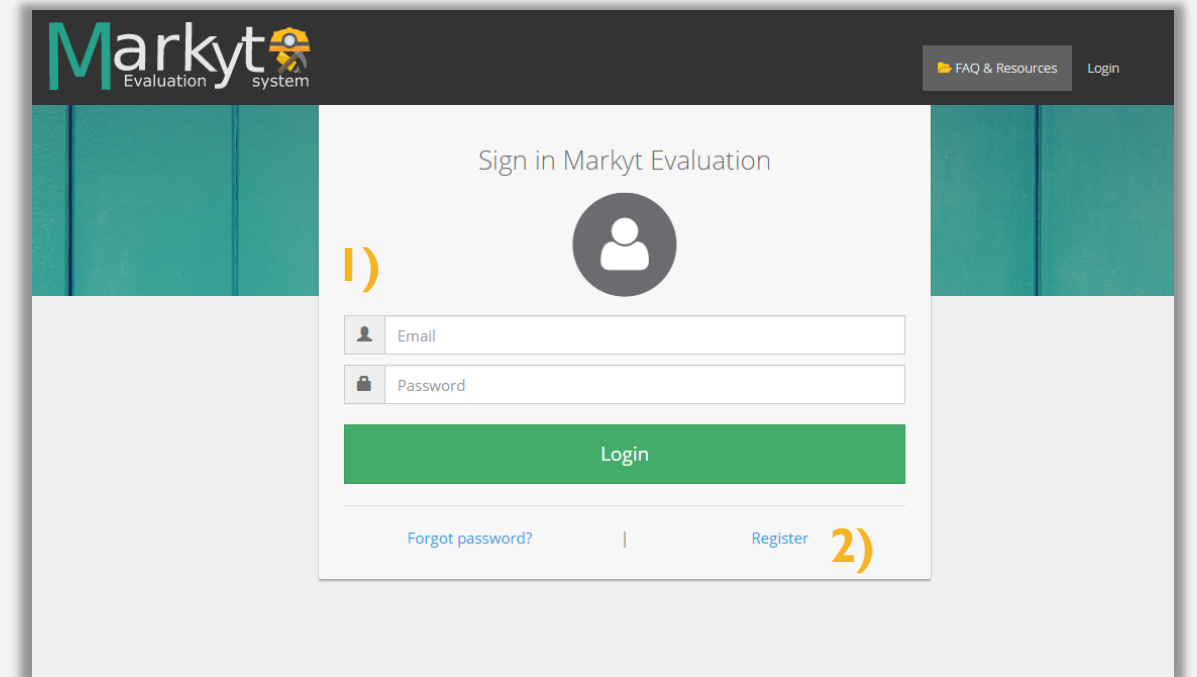 Markyt
Evaluation system
FAQ & Resources Login
Sign in Markyt Evaluation
1)
Email
Password
Login
Forgot password? | Register 2)